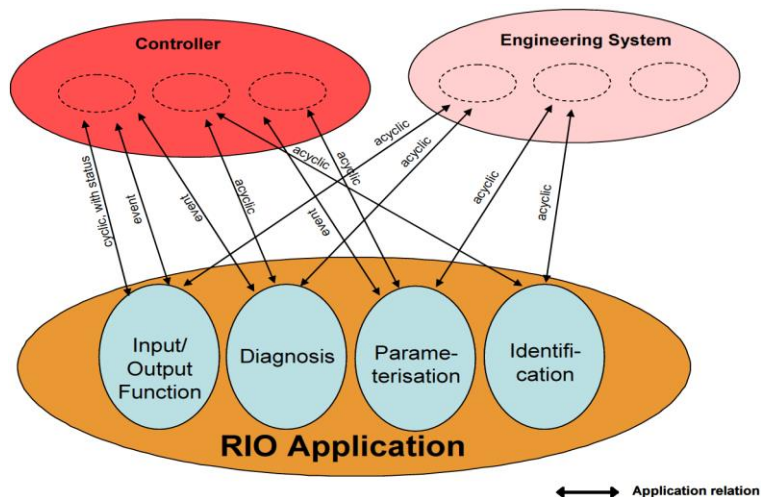 Controller
Engineering System
cyclic, with status
event
event
acyclic
acyclic
event
acyclic
acyclic
acyclic
acyclic
acyclic
Input/
Output
Function
Diagnosis
Parame-
terisation
Identifi-
cation
RIO Application
Application relation